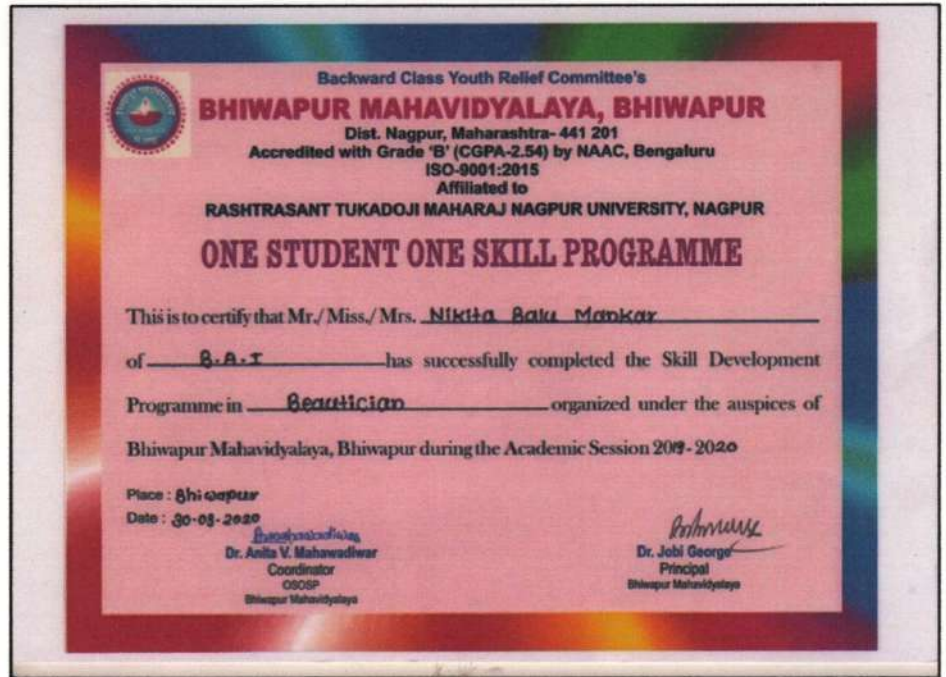 Backward Class Youth Relief Committee's
BHIWAPUR MAHAVIDYALAYA, BHIWAPUR
Dist. Nagpur, Maharashtra- 441 201
Accredited with Grade 'B' (CGPA-2.54) by NAAC, Bengaluru
ISO-9001:2015
Affiliated to
RASHTRASANT TUKADOJI MAHARAJ NAGPUR UNIVERSITY, NAGPUR
ONE STUDENT ONE SKILL PROGRAMME
This is to certify that Mr./Miss./Mrs. Nikita Balu Mankar
of B.A.I has successfully completed the Skill Development
Programme in Beautician organized under the auspices of
Bhiwapur Mahavidyalaya, Bhiwapur during the Academic Session 2019-2020
Place : Bhiwapur
Date : 30-03-2020
Dr. Anita V. Mahawadiwar
Coordinator
OSOSP
Bhiwapur Mahavidyalaya
Dr. Jobi George
Principal
Bhiwapur Mahavidyalaya